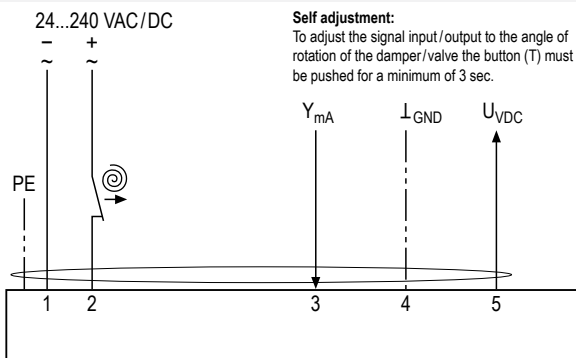 24...240 VAC/DC
− +
~ ~
Self adjustment:
To adjust the signal input/output to the angle of
rotation of the damper/valve the button (T) must
be pushed for a minimum of 3 sec.
Y_mA ⊥_GND U_VDC
PE
1 2 3 4 5